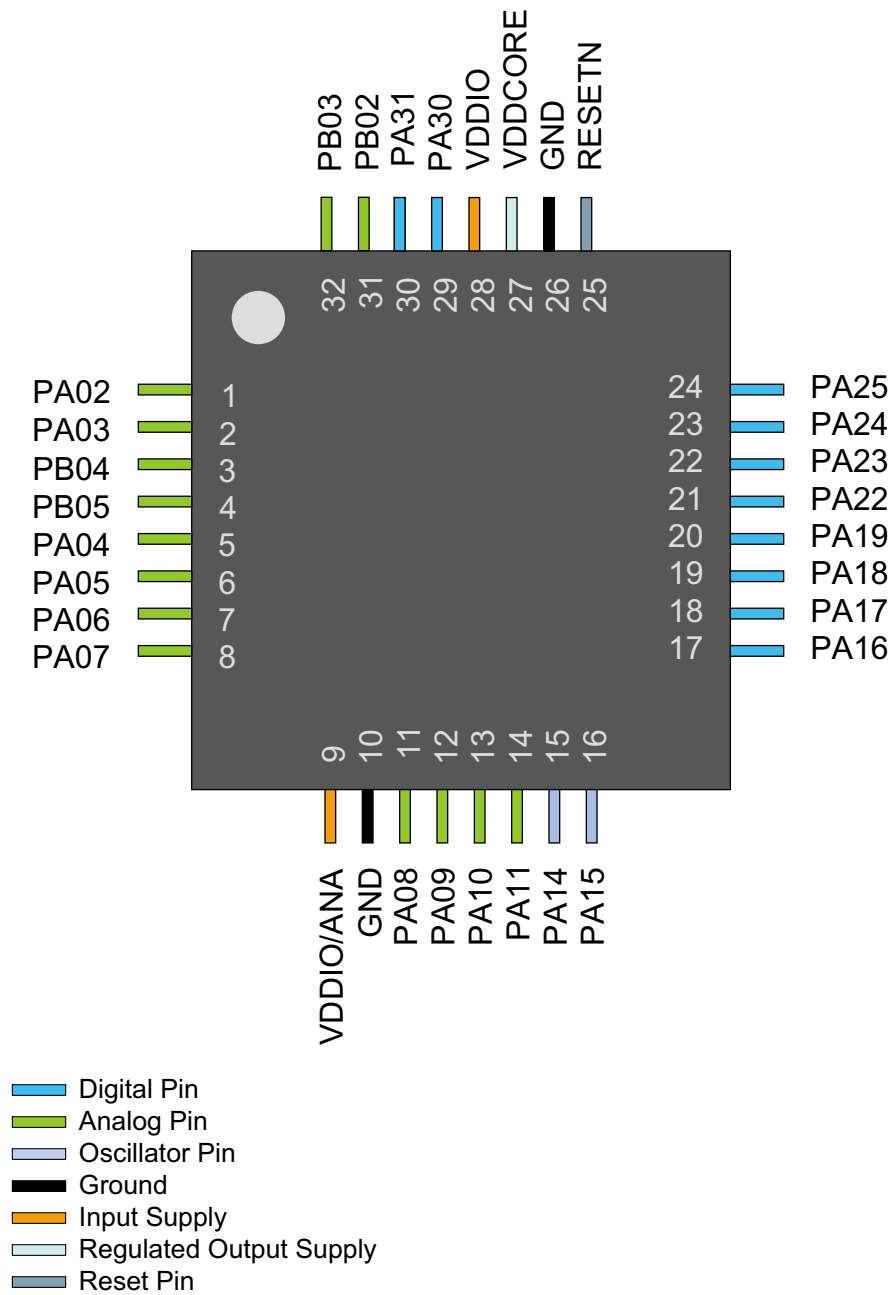 PB03
PB02
PA31
PA30
VDDIO
VDDCORE
GND
RESETN
32
31
30
29
28
27
26
25
PA02
1
24
PA25
PA03
2
23
PA24
PB04
3
22
PA23
PB05
4
21
PA22
PA04
5
20
PA19
PA05
6
19
PA18
PA06
7
18
PA17
PA07
8
17
PA16
9
10
11
12
13
14
15
16
VDDIO/ANA
GND
PA08
PA09
PA10
PA11
PA14
PA15
Digital Pin
Analog Pin
Oscillator Pin
Ground
Input Supply
Regulated Output Supply
Reset Pin